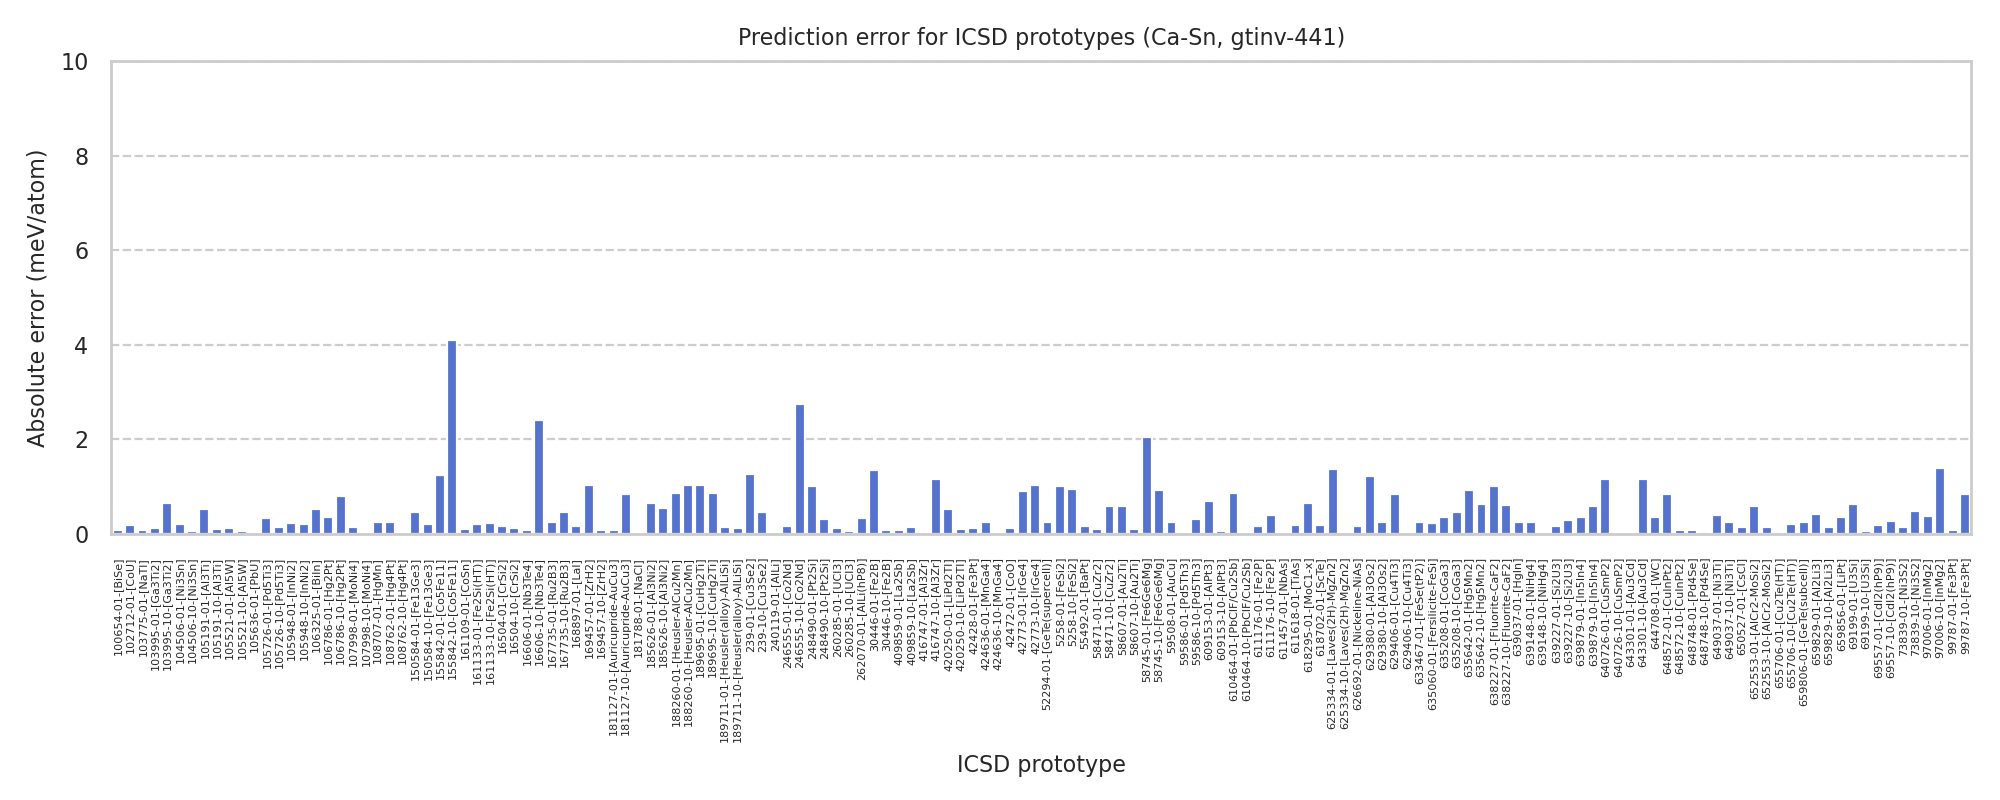 Prediction error for ICSD prototypes (Ca-Sn, gtinv-441)
Absolute error (meV/atom)
10
8
6
4
2
0
100654-01-[BiSe]
102712-01-[CoU]
103775-01-[NaTl]
103995-01-[Ga3Ti2]
103995-10-[Ga3Ti2]
104506-01-[Ni3Sn]
104506-10-[Ni3Sn]
105191-01-[Al3Ti]
105191-10-[Al3Ti]
105521-01-[Al5W]
105521-10-[Al5W]
105636-01-[PbU]
105726-01-[Pd5Ti3]
105726-10-[Pd5Ti3]
105948-01-[InNi2]
105948-10-[InNi2]
106325-01-[BiIn]
106786-01-[Hg2Pt]
106786-10-[Hg2Pt]
107998-01-[MoNi4]
107998-10-[MoNi4]
108707-01-[HgMn]
108762-01-[Hg4Pt]
108762-10-[Hg4Pt]
150584-01-[Fe13Ge3]
150584-10-[Fe13Ge3]
155842-01-[Co5Fe11]
155842-10-[Co5Fe11]
161109-01-[CoSn]
161133-01-[Fe2Si(HT)]
161133-10-[Fe2Si(HT)]
16504-01-[CrSi2]
16504-10-[CrSi2]
16606-01-[Nb3Te4]
16606-10-[Nb3Te4]
167735-01-[Ru2B3]
167735-10-[Ru2B3]
168897-01-[LaI]
169457-01-[ZrH2]
169457-10-[ZrH2]
181127-01-[Auricupride-AuCu3]
181127-10-[Auricupride-AuCu3]
181788-01-[NaCl]
185626-01-[Al3Ni2]
185626-10-[Al3Ni2]
188260-01-[Heusler-AlCu2Mn]
188260-10-[Heusler-AlCu2Mn]
189695-01-[CuHg2Ti]
189695-10-[CuHg2Ti]
189711-01-[Heusler(alloy)-AlLiSi]
189711-10-[Heusler(alloy)-AlLiSi]
239-01-[Cu3Se2]
239-10-[Cu3Se2]
240119-01-[AlLi]
246555-01-[Co2Nd]
246555-10-[Co2Nd]
248490-01-[Pt2Si]
248490-10-[Pt2Si]
260285-01-[UCl3]
260285-10-[UCl3]
262070-01-[AlLi(hP8)]
30446-01-[Fe2B]
30446-10-[Fe2B]
409859-01-[La2Sb]
409859-10-[La2Sb]
416747-01-[Al3Zr]
416747-10-[Al3Zr]
420250-01-[LiPd2Tl]
420250-10-[LiPd2Tl]
42428-01-[Fe3Pt]
424636-01-[MnGa4]
424636-10-[MnGa4]
42472-01-[CoO]
42773-01-[IrGe4]
42773-10-[IrGe4]
52294-01-[GeTe(supercell)]
5258-01-[FeSi2]
5258-10-[FeSi2]
55492-01-[BaPt]
58471-01-[CuZr2]
58471-10-[CuZr2]
58607-01-[Au2Ti]
58607-10-[Au2Ti]
58745-01-[Fe6Ge6Mg]
58745-10-[Fe6Ge6Mg]
59508-01-[AuCu]
59586-01-[Pd5Th3]
59586-10-[Pd5Th3]
609153-01-[AlPt3]
609153-10-[AlPt3]
610464-01-[PbClF/Cu2Sb]
610464-10-[PbClF/Cu2Sb]
611176-01-[Fe2P]
611176-10-[Fe2P]
611457-01-[NbAs]
611618-01-[TiAs]
618295-01-[MoC1-x]
618702-01-[ScTe]
625334-01-[Laves(2H)-MgZn2]
625334-10-[Laves(2H)-MgZn2]
626692-01-[Nickeline-NiAs]
629380-01-[Al3Os2]
629380-10-[Al3Os2]
629406-01-[Cu4Ti3]
629406-10-[Cu4Ti3]
633467-01-[FeSe(tP2)]
635060-01-[Fersilicite-FeSi]
635208-01-[CoGa3]
635208-10-[CoGa3]
635642-01-[Hg5Mn2]
635642-10-[Hg5Mn2]
638227-01-[Fluorite-CaF2]
638227-10-[Fluorite-CaF2]
639037-01-[HgIn]
639148-01-[NiHg4]
639148-10-[NiHg4]
639227-01-[Si2U3]
639227-10-[Si2U3]
639879-01-[In5In4]
639879-10-[In5In4]
640726-01-[CuSmP2]
640726-10-[CuSmP2]
643301-01-[Au3Cd]
643301-10-[Au3Cd]
644708-01-[WC]
648572-01-[CuInPt2]
648572-10-[CuInPt2]
648748-01-[Pd4Se]
648748-10-[Pd4Se]
649037-01-[Ni3Ti]
649037-10-[Ni3Ti]
650527-01-[CsCl]
652553-01-[AlCr2-MoSi2]
652553-10-[AlCr2-MoSi2]
655706-01-[Cu2Te(HT)]
655706-10-[Cu2Te(HT)]
659806-01-[GeTe(subcell)]
659829-01-[Al2Li3]
659829-10-[Al2Li3]
659856-01-[LiPt]
69199-01-[U3Si]
69199-10-[U3Si]
69557-01-[CdI2(hP9)]
69557-10-[CdI2(hP9)]
73839-01-[Ni3S2]
73839-10-[Ni3S2]
97006-01-[InMg2]
97006-10-[InMg2]
99787-01-[Fe3Pt]
99787-10-[Fe3Pt]
ICSD prototype